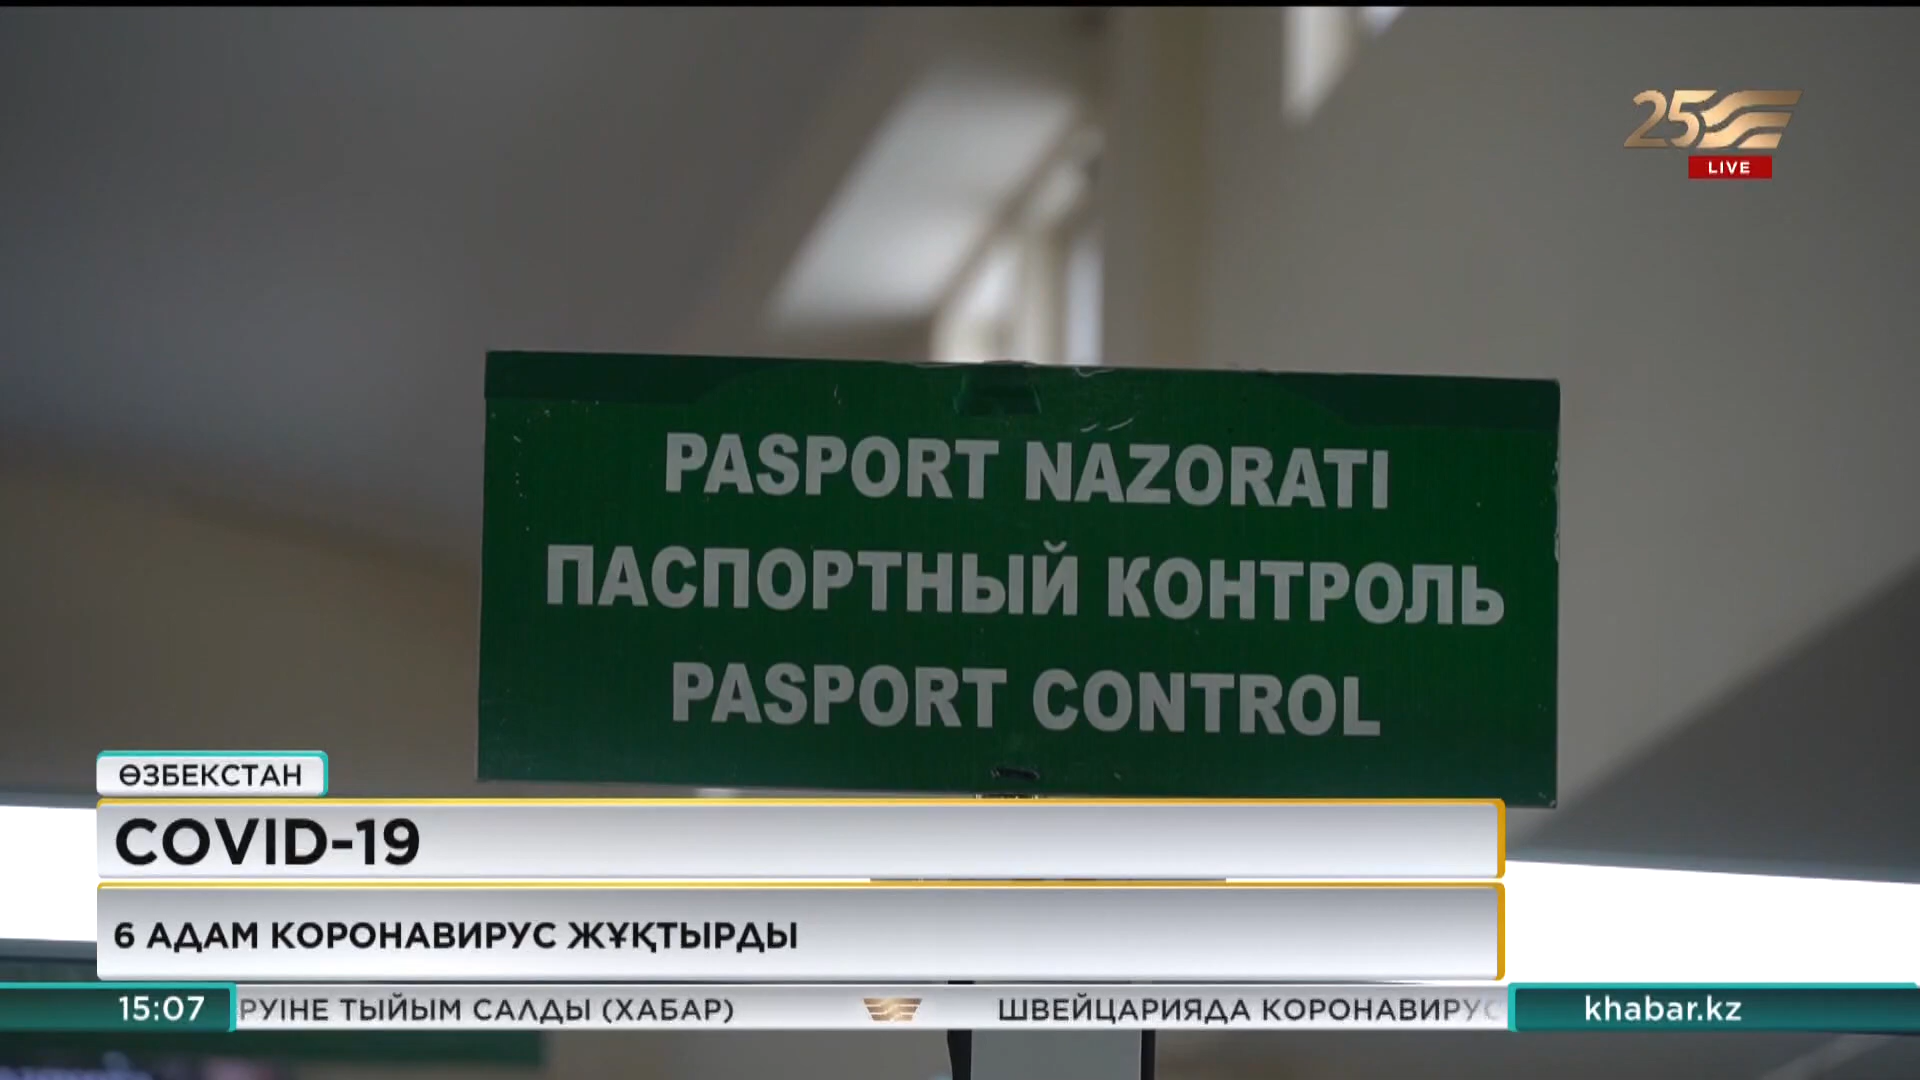 25
LIVE
PASPORT NAZORATI
ПАСПОРТНЫЙ КОНТРОЛЬ
PASPORT CONTROL
ӨЗБЕКСТАН
COVID-19
6 АДАМ КОРОНАВИРУС ЖҰҚТЫРДЫ
15:07 РУІНЕ ТЫЙЫМ САЛДЫ (ХАБАР) ШВЕЙЦАРИЯДА КОРОНАВИРУС khabar.kz